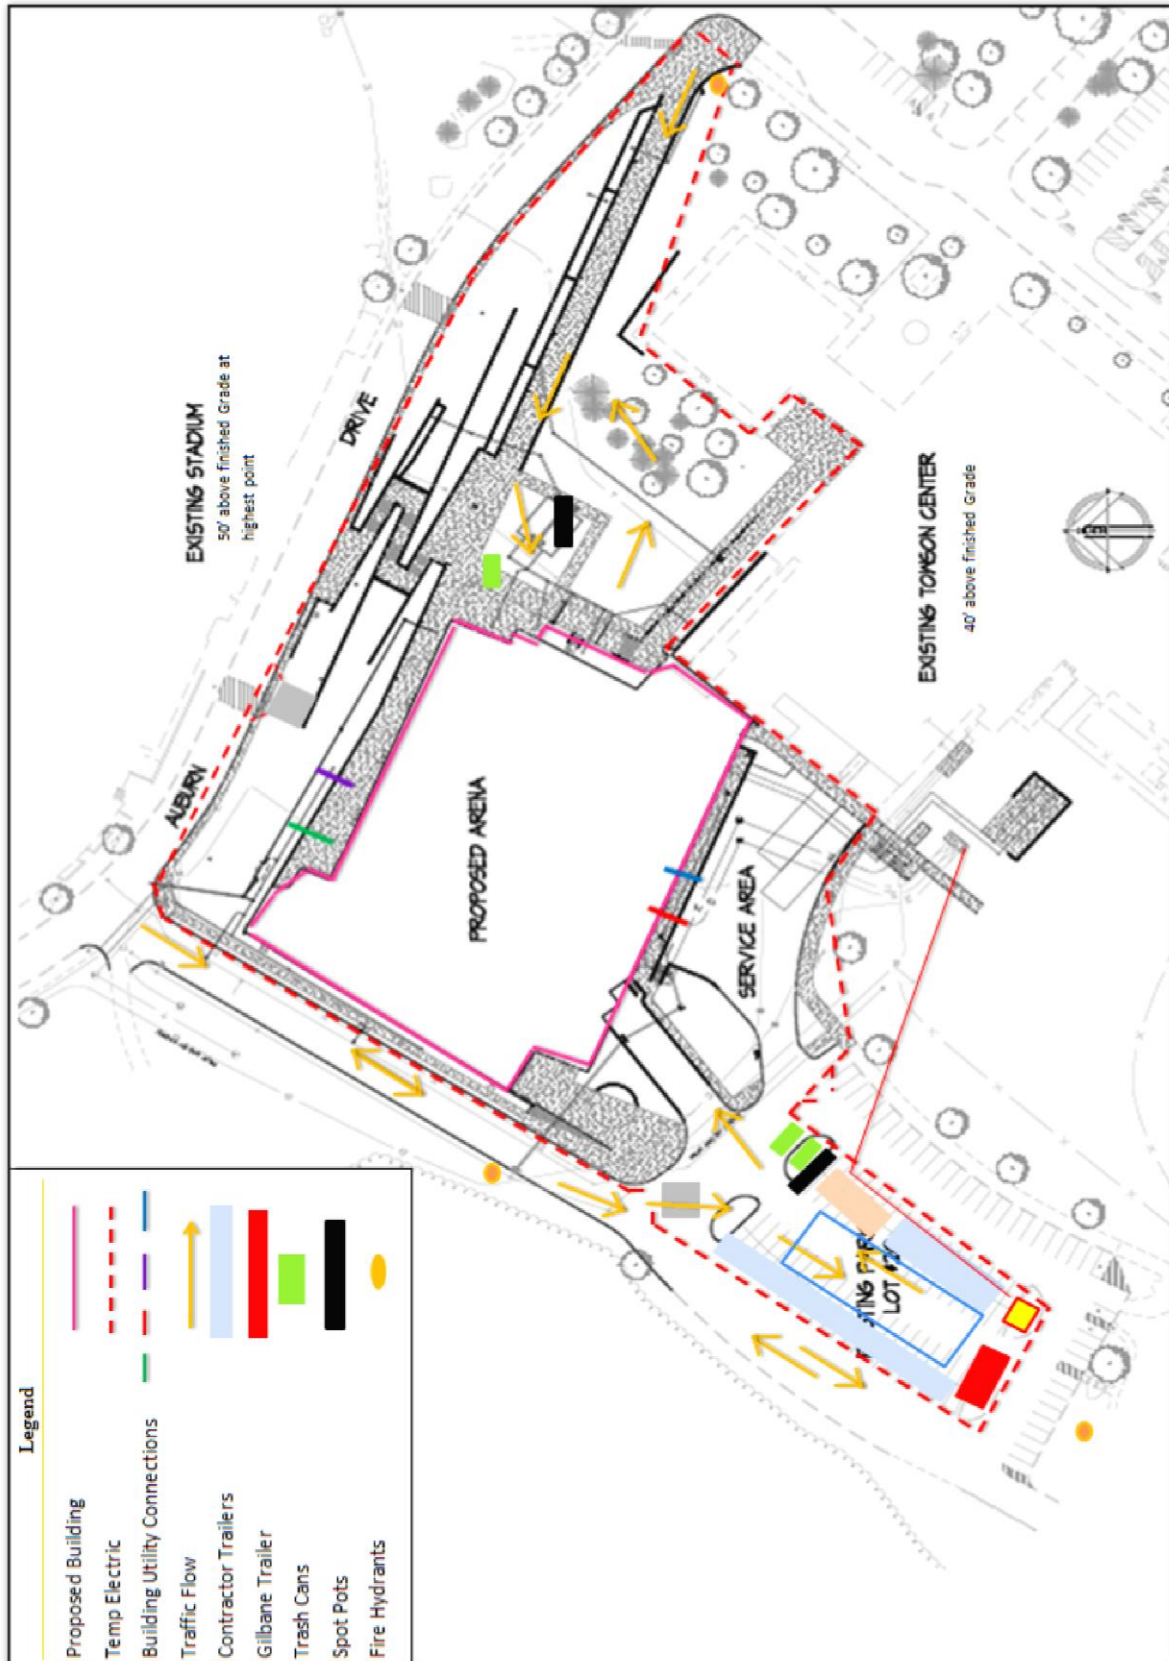 EXISTING STADIUM
50' above finished Grade at
highest point
AUBURN
DRIVE
PROPOSED ARENA
SERVICE AREA
EXISTING TOMSON CENTER
40' above finished Grade
LOT
Legend
Proposed Building
Temp Electric
Building Utility Connections
Traffic Flow
Contractor Trailers
Gilbane Trailer
Trash Cans
Spot Pots
Fire Hydrants